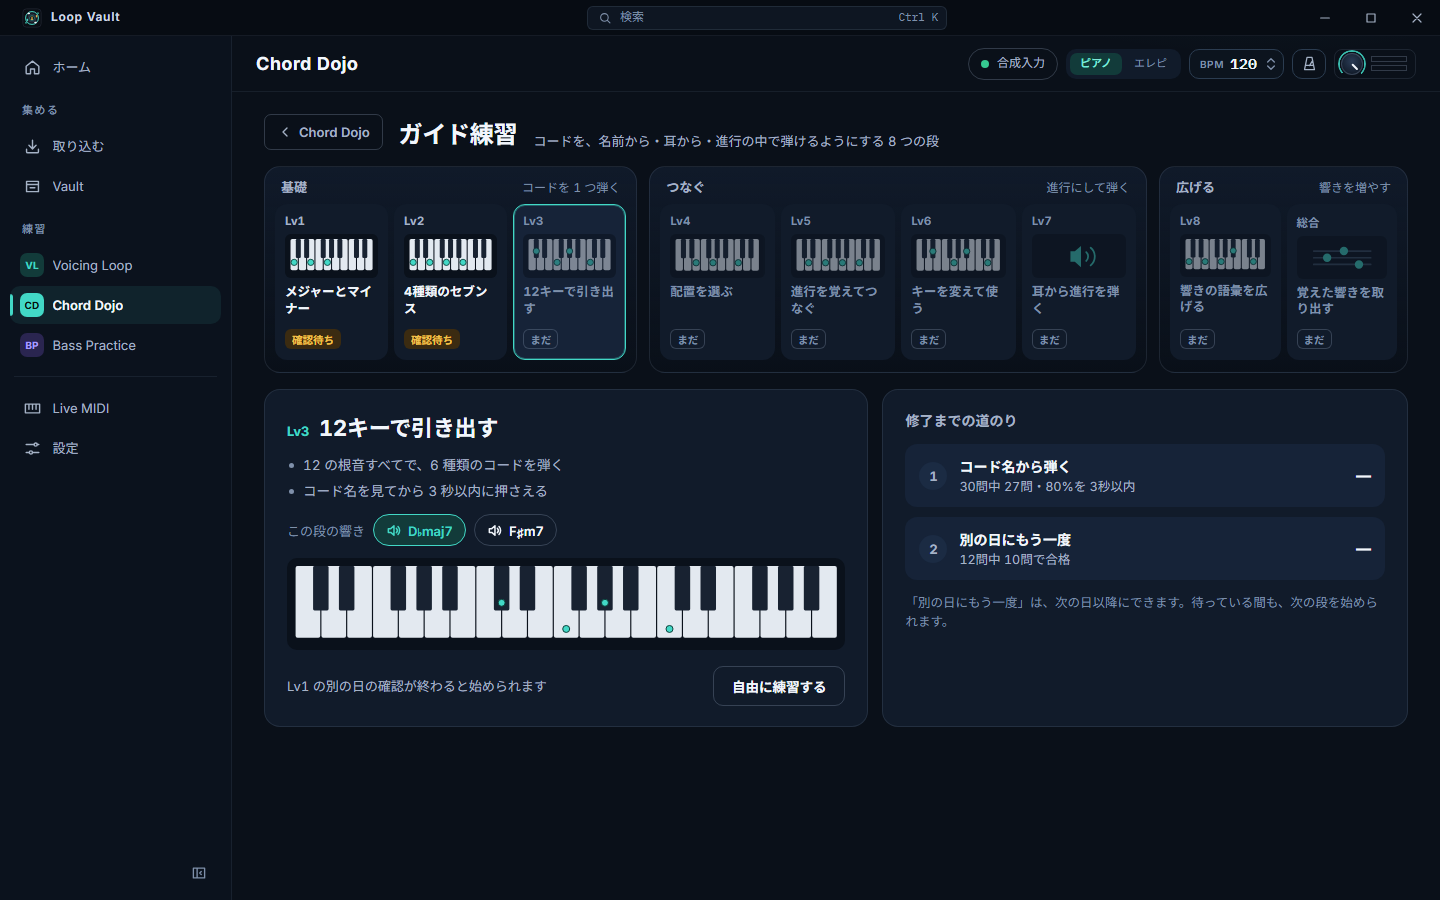 Loop Vault
検索
Ctrl K
ホーム
集める
取り込む
Vault
練習
VL Voicing Loop
CD Chord Dojo
BP Bass Practice
Live MIDI
設定
Chord Dojo
合成入力
ピアノ
エレピ
BPM 120
Chord Dojo
ガイド練習
コードを、名前から・耳から・進行の中で弾けるようにする 8 つの段
基礎
コードを 1 つ弾く
Lv1
メジャーとマイ
ナー
確認待ち
Lv2
4種類のセブン
ス
確認待ち
Lv3
12キーで引き出
す
まだ
つなぐ
進行にして弾く
Lv4
配置を選ぶ
まだ
Lv5
進行を覚えてつ
なぐ
まだ
Lv6
キーを変えて使
う
まだ
Lv7
耳から進行を弾
く
まだ
広げる
響きを増やす
Lv8
響きの語彙を広
げる
まだ
総合
覚えた響きを取
り出す
まだ
Lv3 12キーで引き出す
12 の根音すべてで、6 種類のコードを弾く
コード名を見てから 3 秒以内に押さえる
この段の響き
D♭maj7
F♯m7
Lv1 の別の日の確認が終わると始められます
自由に練習する
修了までの道のり
1
コード名から弾く
30問中 27問・80%を 3秒以内
—
2
別の日にもう一度
12問中 10問で合格
—
「別の日にもう一度」は、次の日以降にできます。待っている間も、次の段を始めら
れます。